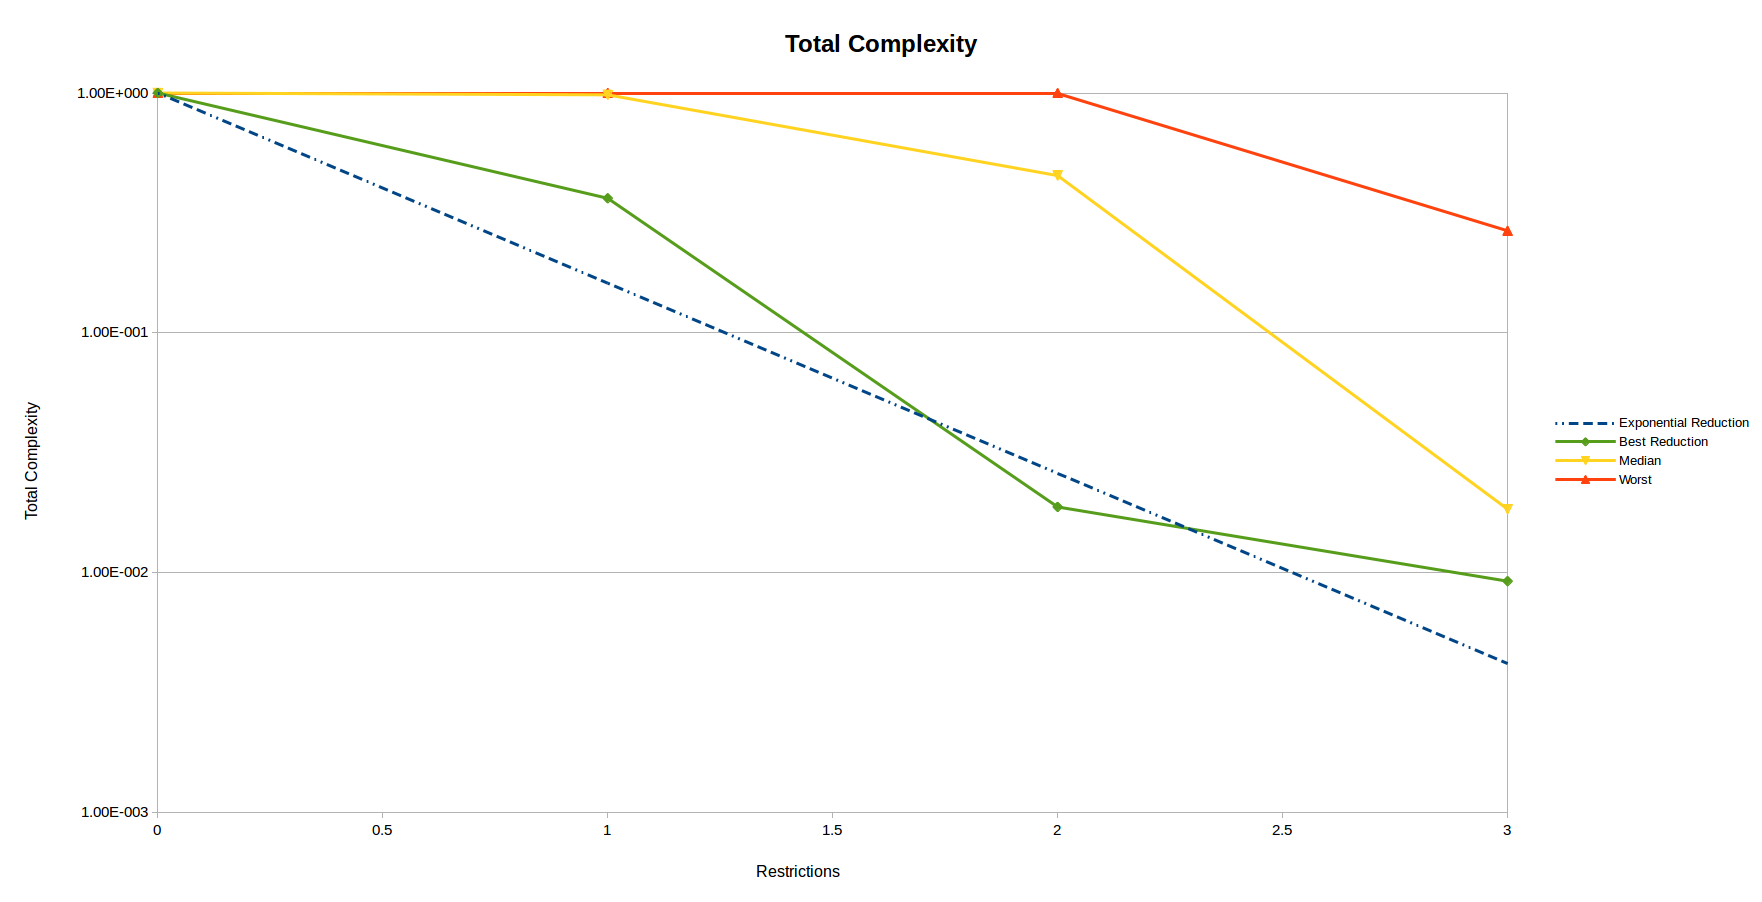 Total Complexity
1.00E+000
1.00E-001
1.00E-002
1.00E-003
Total Complexity
0 0.5 1 1.5 2 2.5 3
Restrictions
Exponential Reduction
Best Reduction
Median
Worst